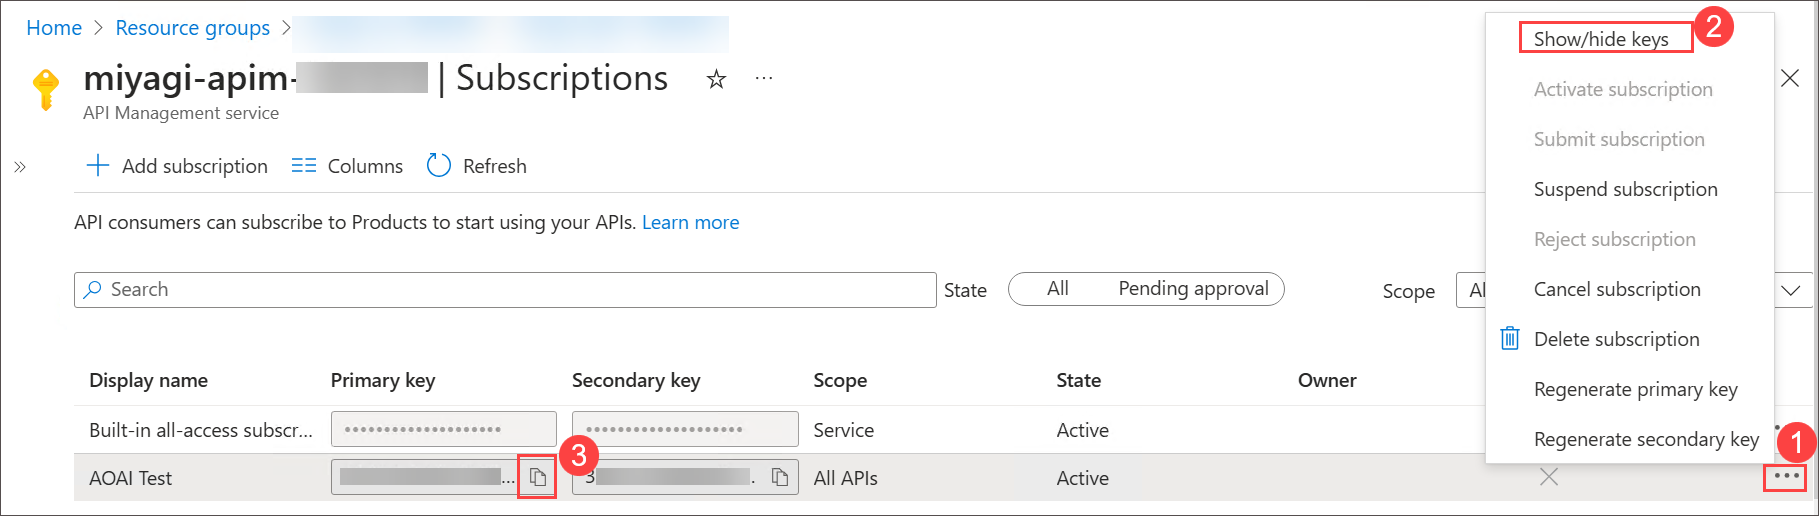 Home > Resource groups >
miyagi-apim- | Subscriptions ☆ ...
API Management service
» + Add subscription Columns Refresh
API consumers can subscribe to Products to start using your APIs. Learn more
Search State All Pending approval Scope Al
Display name Primary key Secondary key Scope State Owner
Built-in all-access subscr... •••••••••••••••••••• •••••••••••••••••••• Service Active
AOAI Test ... 3 . All APIs Active ...
Show/hide keys
Activate subscription
Submit subscription
Suspend subscription
Reject subscription
Cancel subscription
Delete subscription
Regenerate primary key
Regenerate secondary key
1
2
3